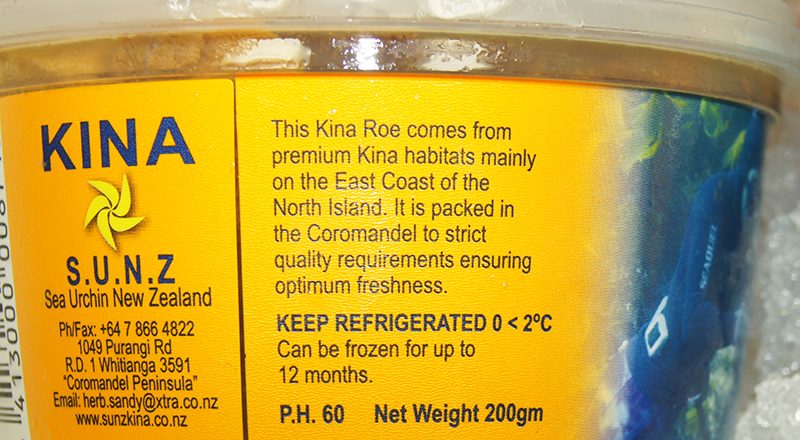 KINA
S.U.N.Z
Sea Urchin New Zealand
Ph/Fax: +64 7 866 4822
1049 Purangi Rd
R.D. 1 Whitianga 3591
“Coromandel Peninsula”
Email: herb.sandy@xtra.co.nz
www.sunzkina.co.nz
This Kina Roe comes from
premium Kina habitats mainly
on the East Coast of the
North Island. It is packed in
the Coromandel to strict
quality requirements ensuring
optimum freshness.
KEEP REFRIGERATED 0 < 2ºC
Can be frozen for up to
12 months.
P.H. 60 Net Weight 200gm
SEAQUEL